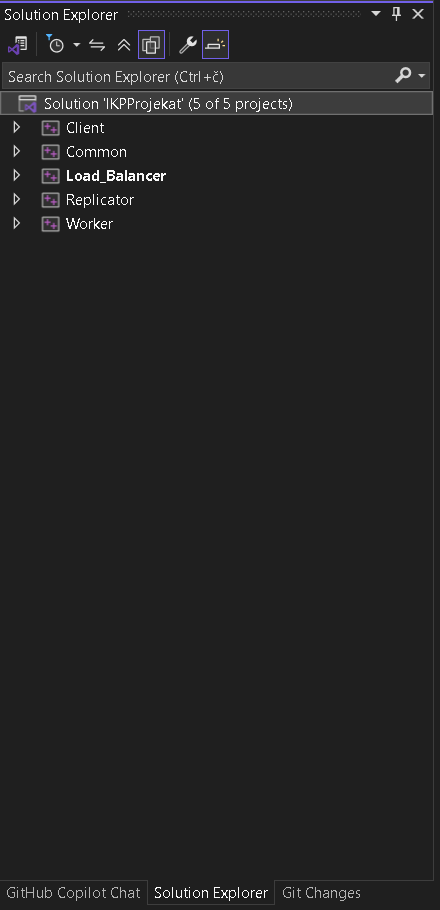 Solution Explorer
Search Solution Explorer (Ctrl+č)
Solution 'IKPProjekat' (5 of 5 projects)
Client
Common
Load_Balancer
Replicator
Worker
GitHub Copilot Chat Solution Explorer Git Changes